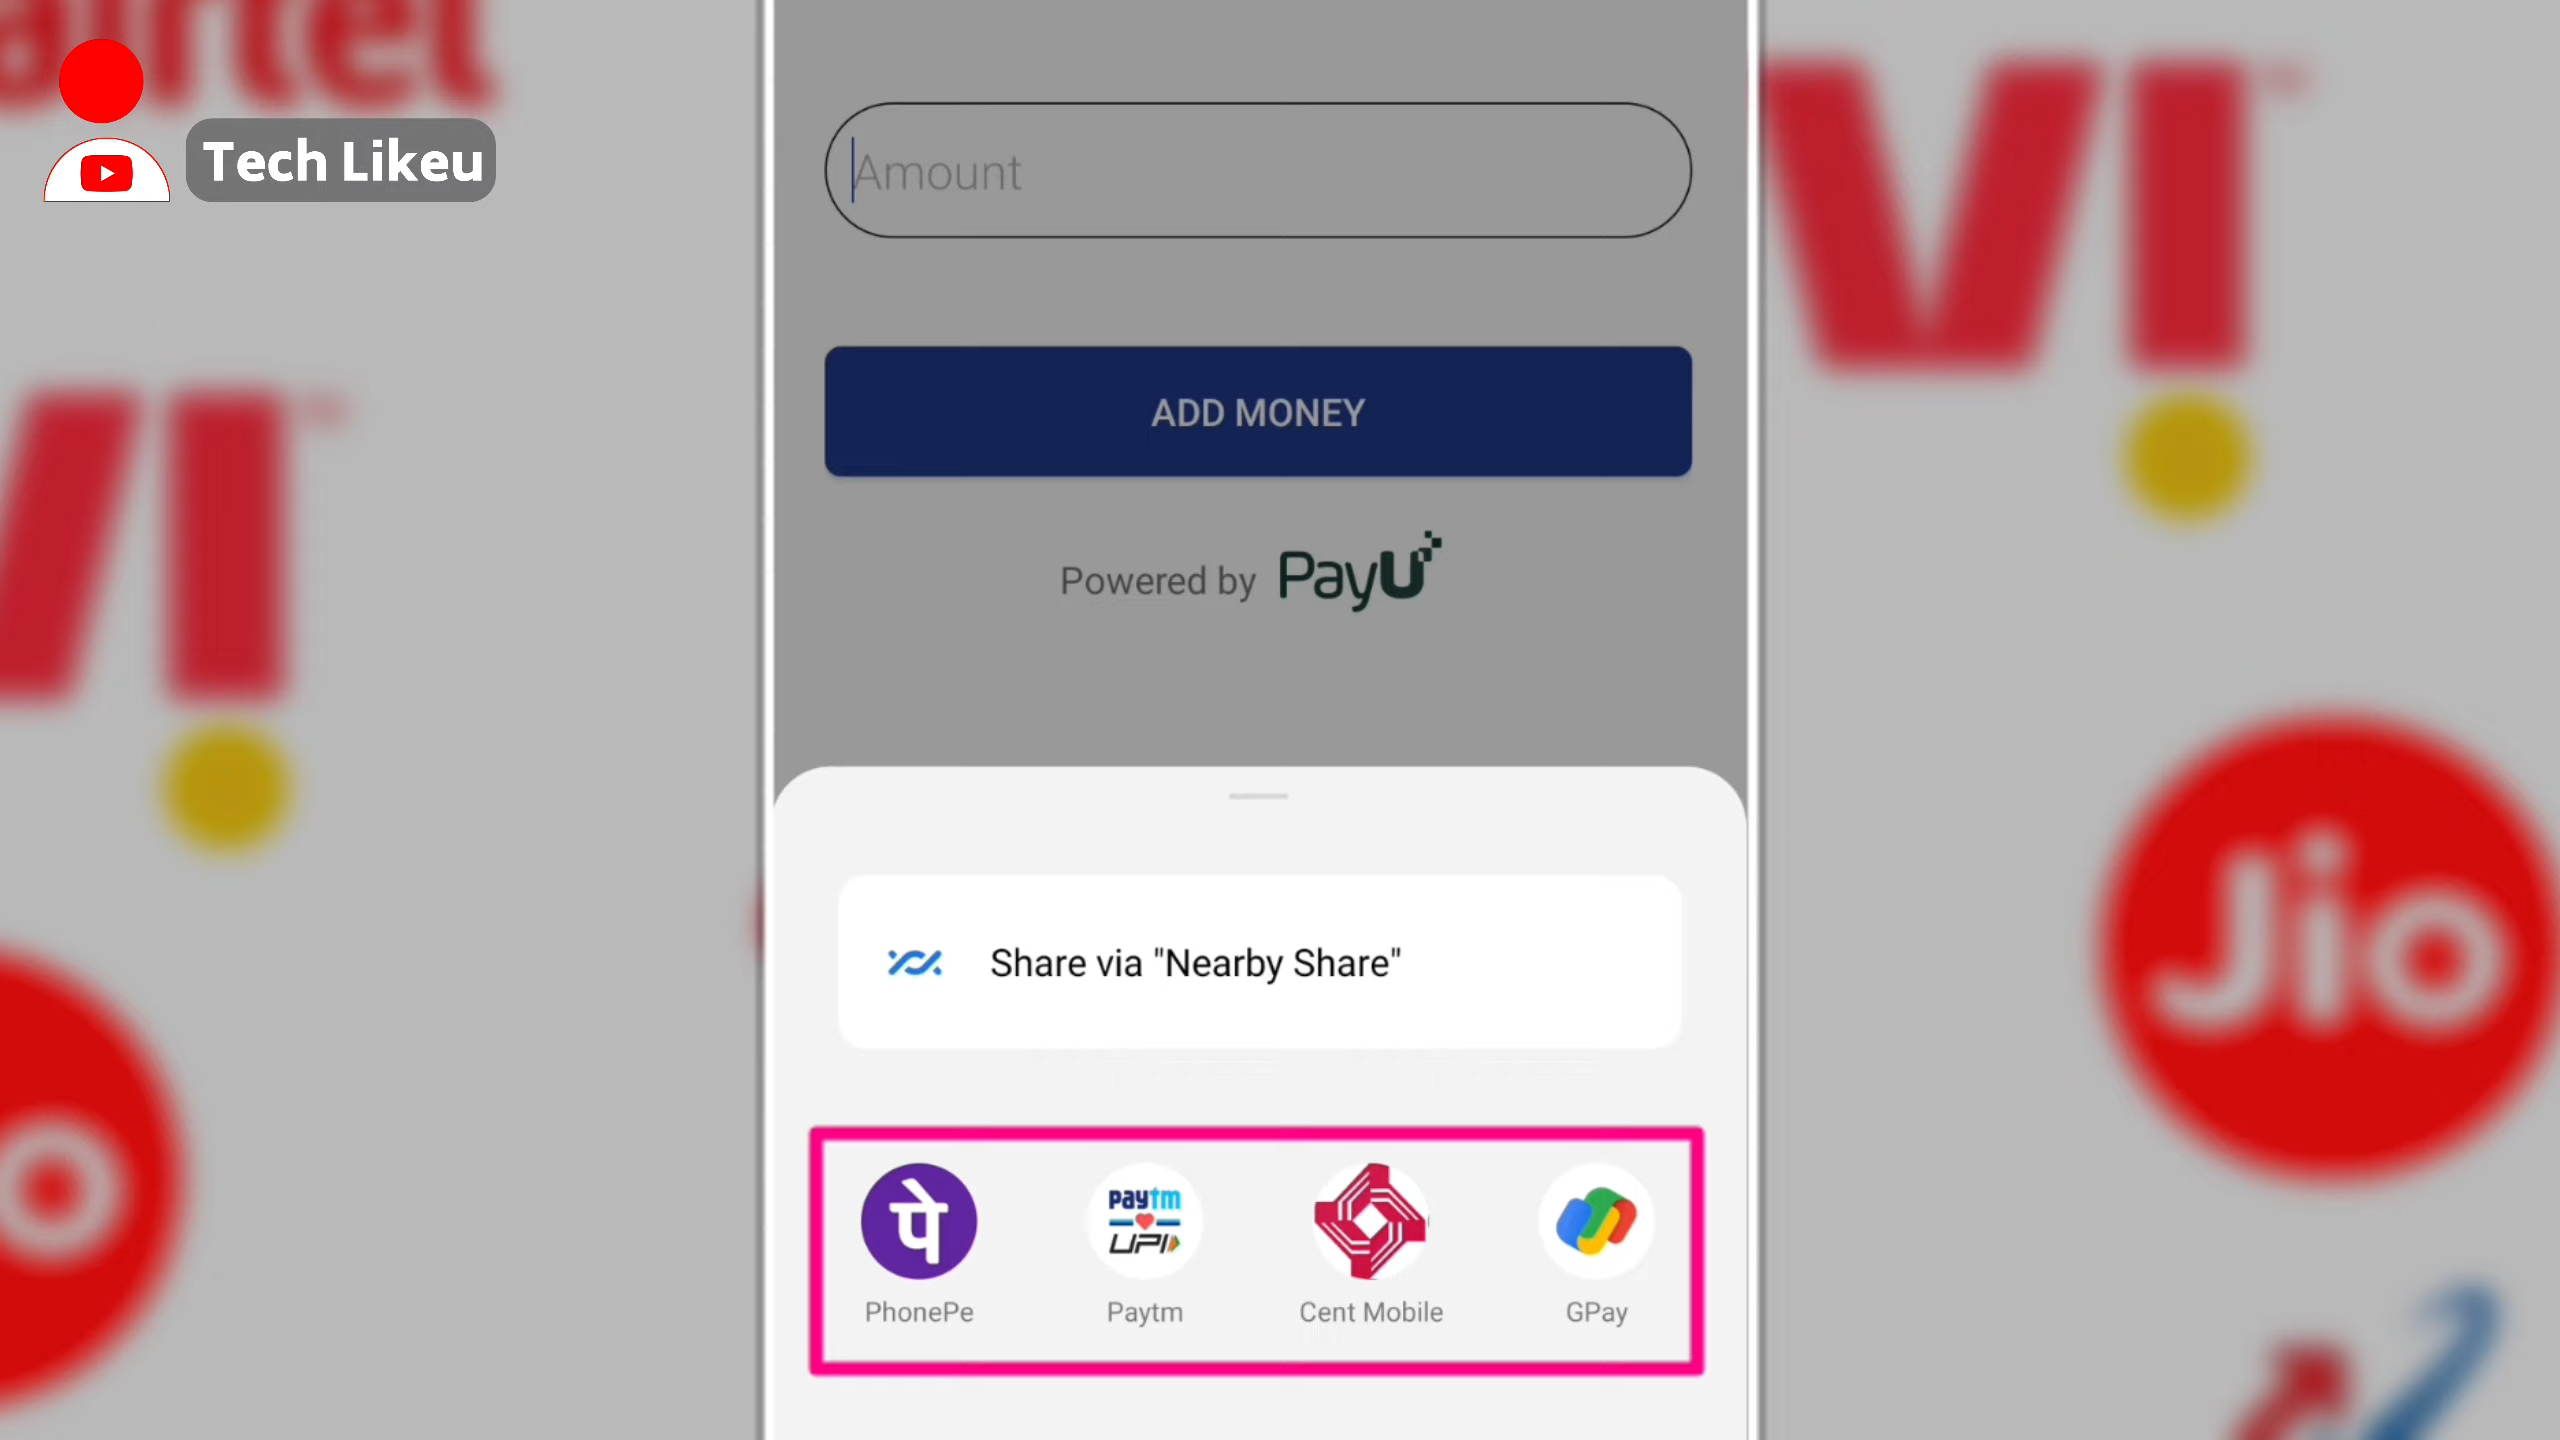 airtel
Tech Likeu
VI
VI
Amount
ADD MONEY
Powered by PayU
Jio
Share via "Nearby Share"
पे
paytm
UPI
PhonePe
Paytm
Cent Mobile
GPay